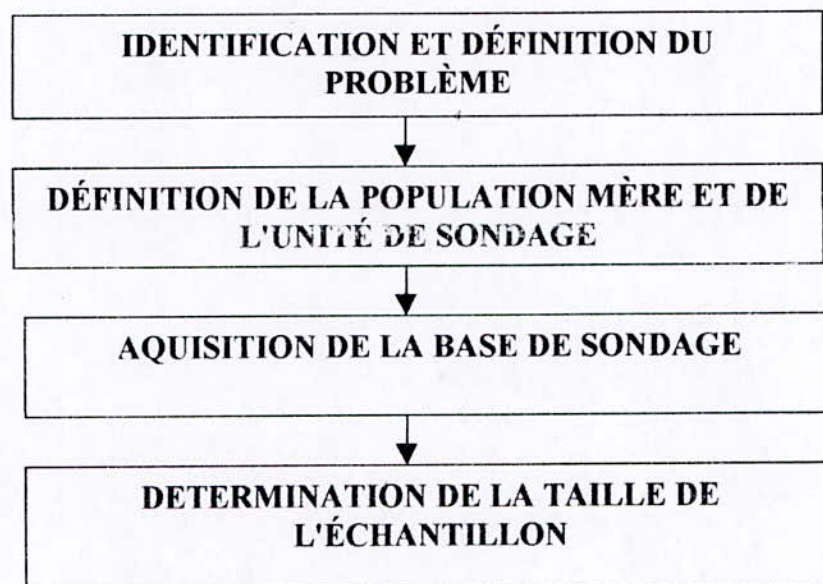 IDENTIFICATION ET DÉFINITION DU
PROBLÈME
DÉFINITION DE LA POPULATION MÈRE ET DE
L'UNITÉ DE SONDAGE
AQUISITION DE LA BASE DE SONDAGE
DETERMINATION DE LA TAILLE DE
L'ÉCHANTILLON